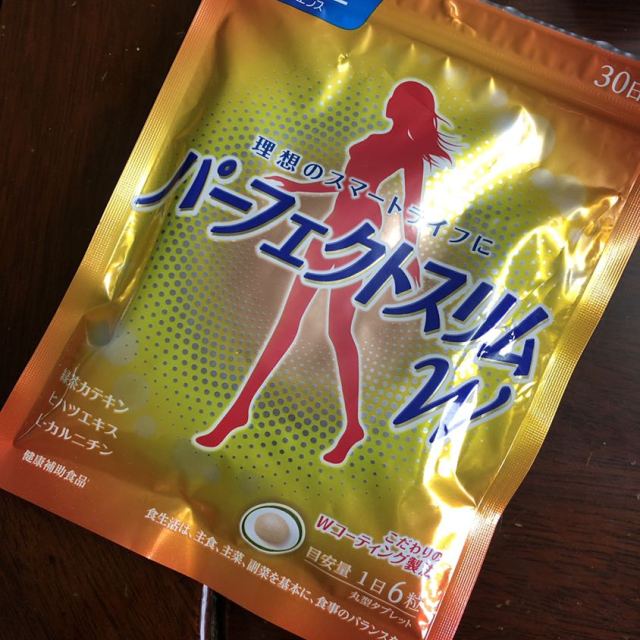 エンス
30日
理想のスマートライフに
パーフェクトスリム
W
緑茶カテキン
ヒハツエキス
L-カルニチン
健康補助食品
こだわりの
Wコーティング製法
目安量 1日6粒
丸型タブレット
食生活は、主食、主菜、副菜を基本に、食事のバランスを